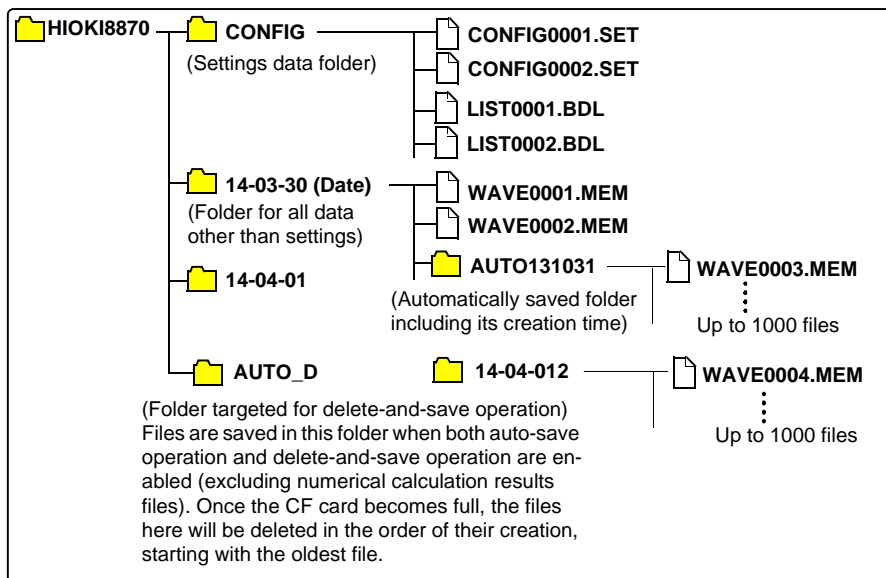 HIOKI8870
CONFIG
(Settings data folder)
CONFIG0001.SET
CONFIG0002.SET
LIST0001.BDL
LIST0002.BDL
14-03-30 (Date)
(Folder for all data
other than settings)
WAVE0001.MEM
WAVE0002.MEM
AUTO131031
(Automatically saved folder
including its creation time)
WAVE0003.MEM
Up to 1000 files
14-04-01
AUTO_D
14-04-012
WAVE0004.MEM
Up to 1000 files
(Folder targeted for delete-and-save operation)
Files are saved in this folder when both auto-save
operation and delete-and-save operation are en-
abled (excluding numerical calculation results
files). Once the CF card becomes full, the files
here will be deleted in the order of their creation,
starting with the oldest file.